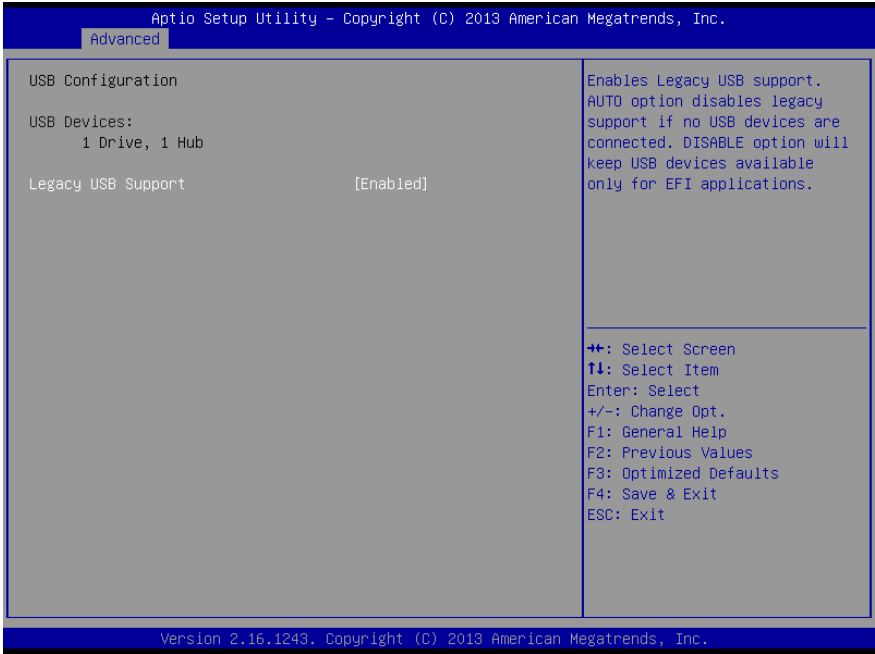 Aptio Setup Utility – Copyright (C) 2013 American Megatrends, Inc.
Advanced
USB Configuration
USB Devices:
1 Drive, 1 Hub
Legacy USB Support [Enabled]
Enables Legacy USB support.
AUTO option disables legacy
support if no USB devices are
connected. DISABLE option will
keep USB devices available
only for EFI applications.
→←: Select Screen
↑↓: Select Item
Enter: Select
+/-: Change Opt.
F1: General Help
F2: Previous Values
F3: Optimized Defaults
F4: Save & Exit
ESC: Exit
Version 2.16.1243. Copyright (C) 2013 American Megatrends, Inc.